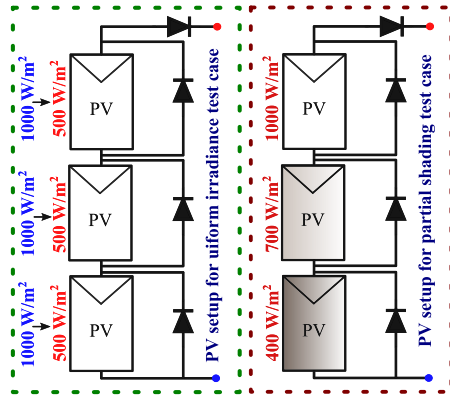 1000 W/m²
500 W/m²
PV
1000 W/m²
500 W/m²
PV
1000 W/m²
500 W/m²
PV
PV setup for uiform irradiance test case
1000 W/m²
PV
700 W/m²
PV
400 W/m²
PV
PV setup for partial shading test case